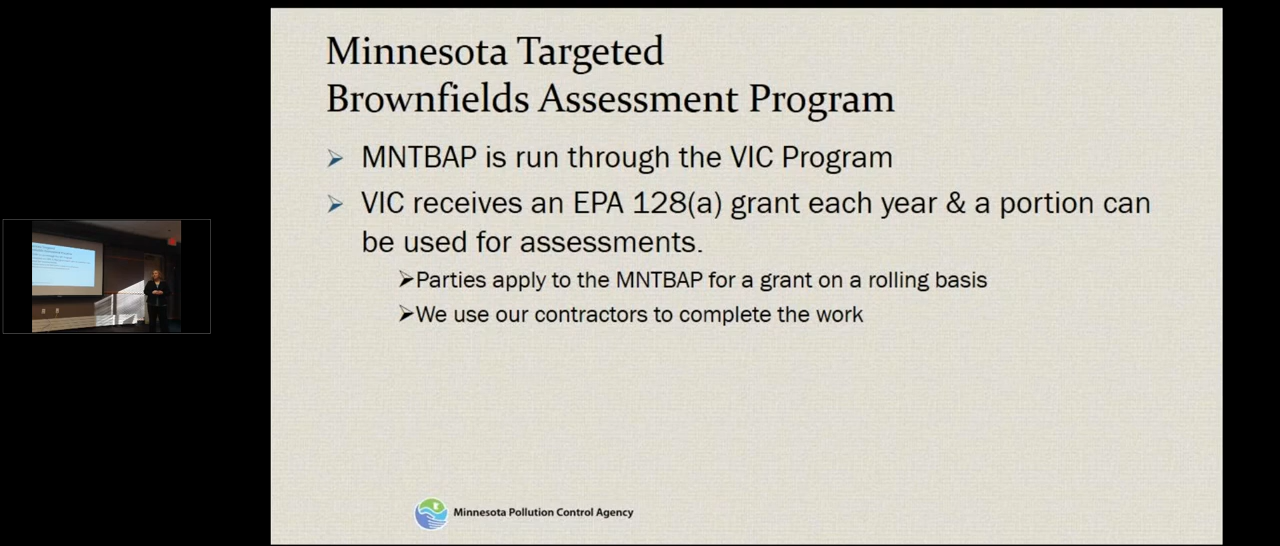 Minnesota Targeted
Brownfields Assessment Program
MNTBAP is run through the VIC Program
VIC receives an EPA 128(a) grant each year & a portion can
be used for assessments.
Parties apply to the MNTBAP for a grant on a rolling basis
We use our contractors to complete the work
Minnesota Pollution Control Agency